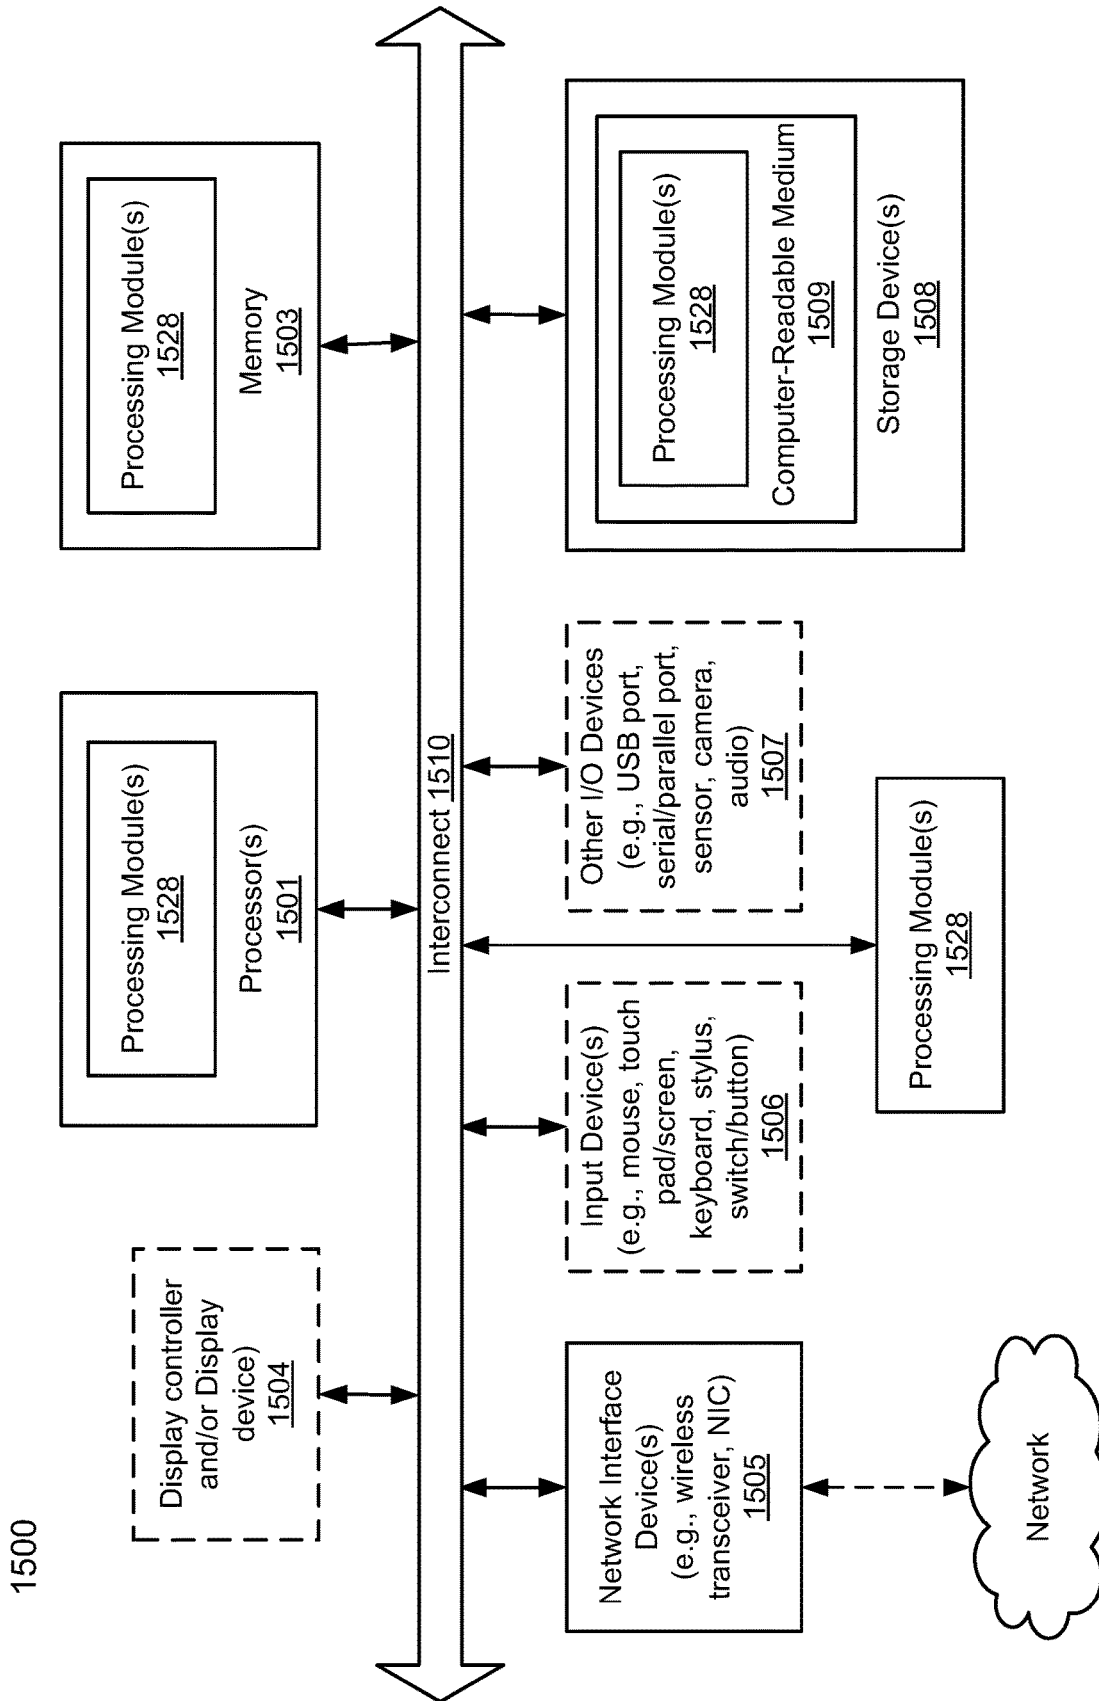 1500
Display controller
and/or Display
device)
1504
Processing Module(s)
1528
Processor(s)
1501
Processing Module(s)
1528
Memory
1503
Interconnect 1510
Network Interface
Device(s)
(e.g., wireless
transceiver, NIC)
1505
Input Device(s)
(e.g., mouse, touch
pad/screen,
keyboard, stylus,
switch/button)
1506
Other I/O Devices
(e.g., USB port,
serial/parallel port,
sensor, camera,
audio)
1507
Processing Module(s)
1528
Computer-Readable Medium
1509
Storage Device(s)
1508
Processing Module(s)
1528
Network